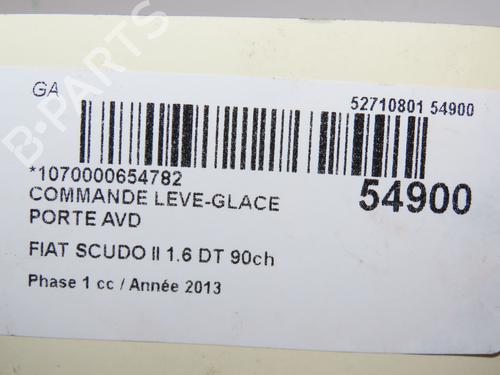 GA
52710801 54900
*1070000654782
54900
COMMANDE LEVE-GLACE
PORTE AVD
FIAT SCUDO II 1.6 DT 90ch
Phase 1 cc / Année 2013
B-PARTS